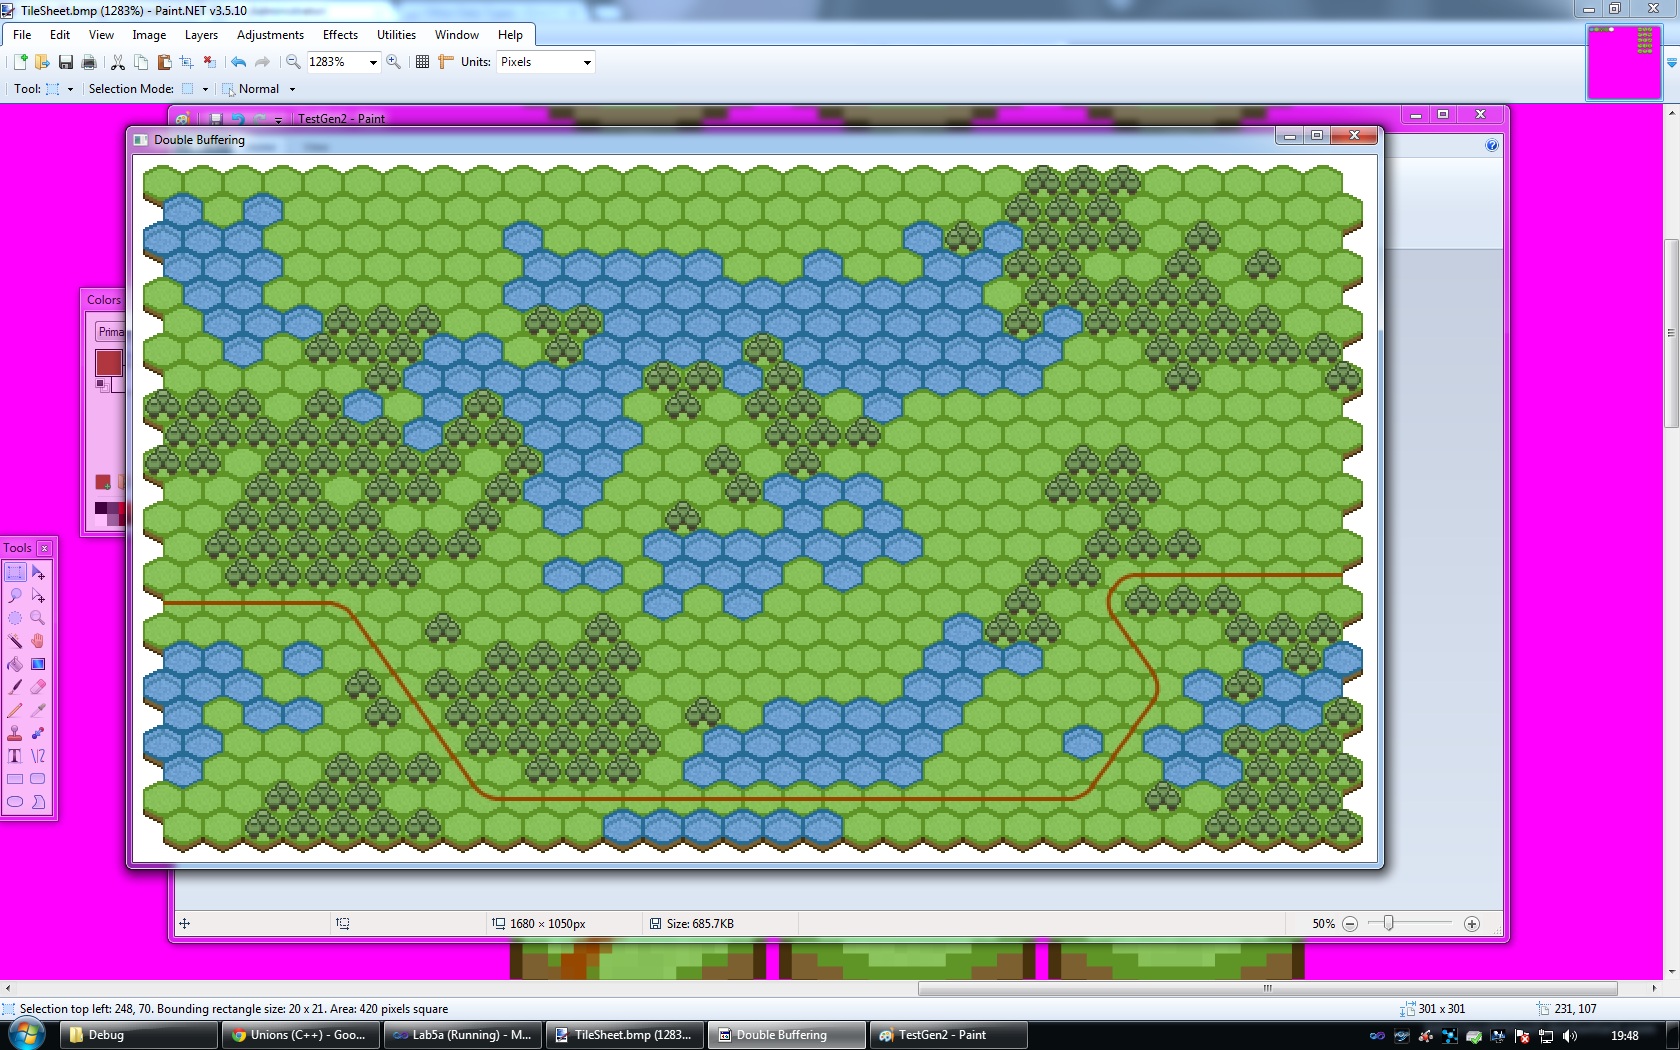 TileSheet.bmp (1283%) - Paint.NET v3.5.10
File Edit View Image Layers Adjustments Effects Utilities Window Help
1283% Units: Pixels
Tool: Selection Mode: Normal
TestGen2 - Paint
Double Buffering
Colors
Prima
Tools
1680 × 1050px Size: 685.7KB 50%
Selection top left: 248, 70. Bounding rectangle size: 20 x 21. Area: 420 pixels square 301 x 301 231, 107
Debug Unions (C++) - Goo... Lab5a (Running) - M... TileSheet.bmp (1283... Double Buffering TestGen2 - Paint 19:48